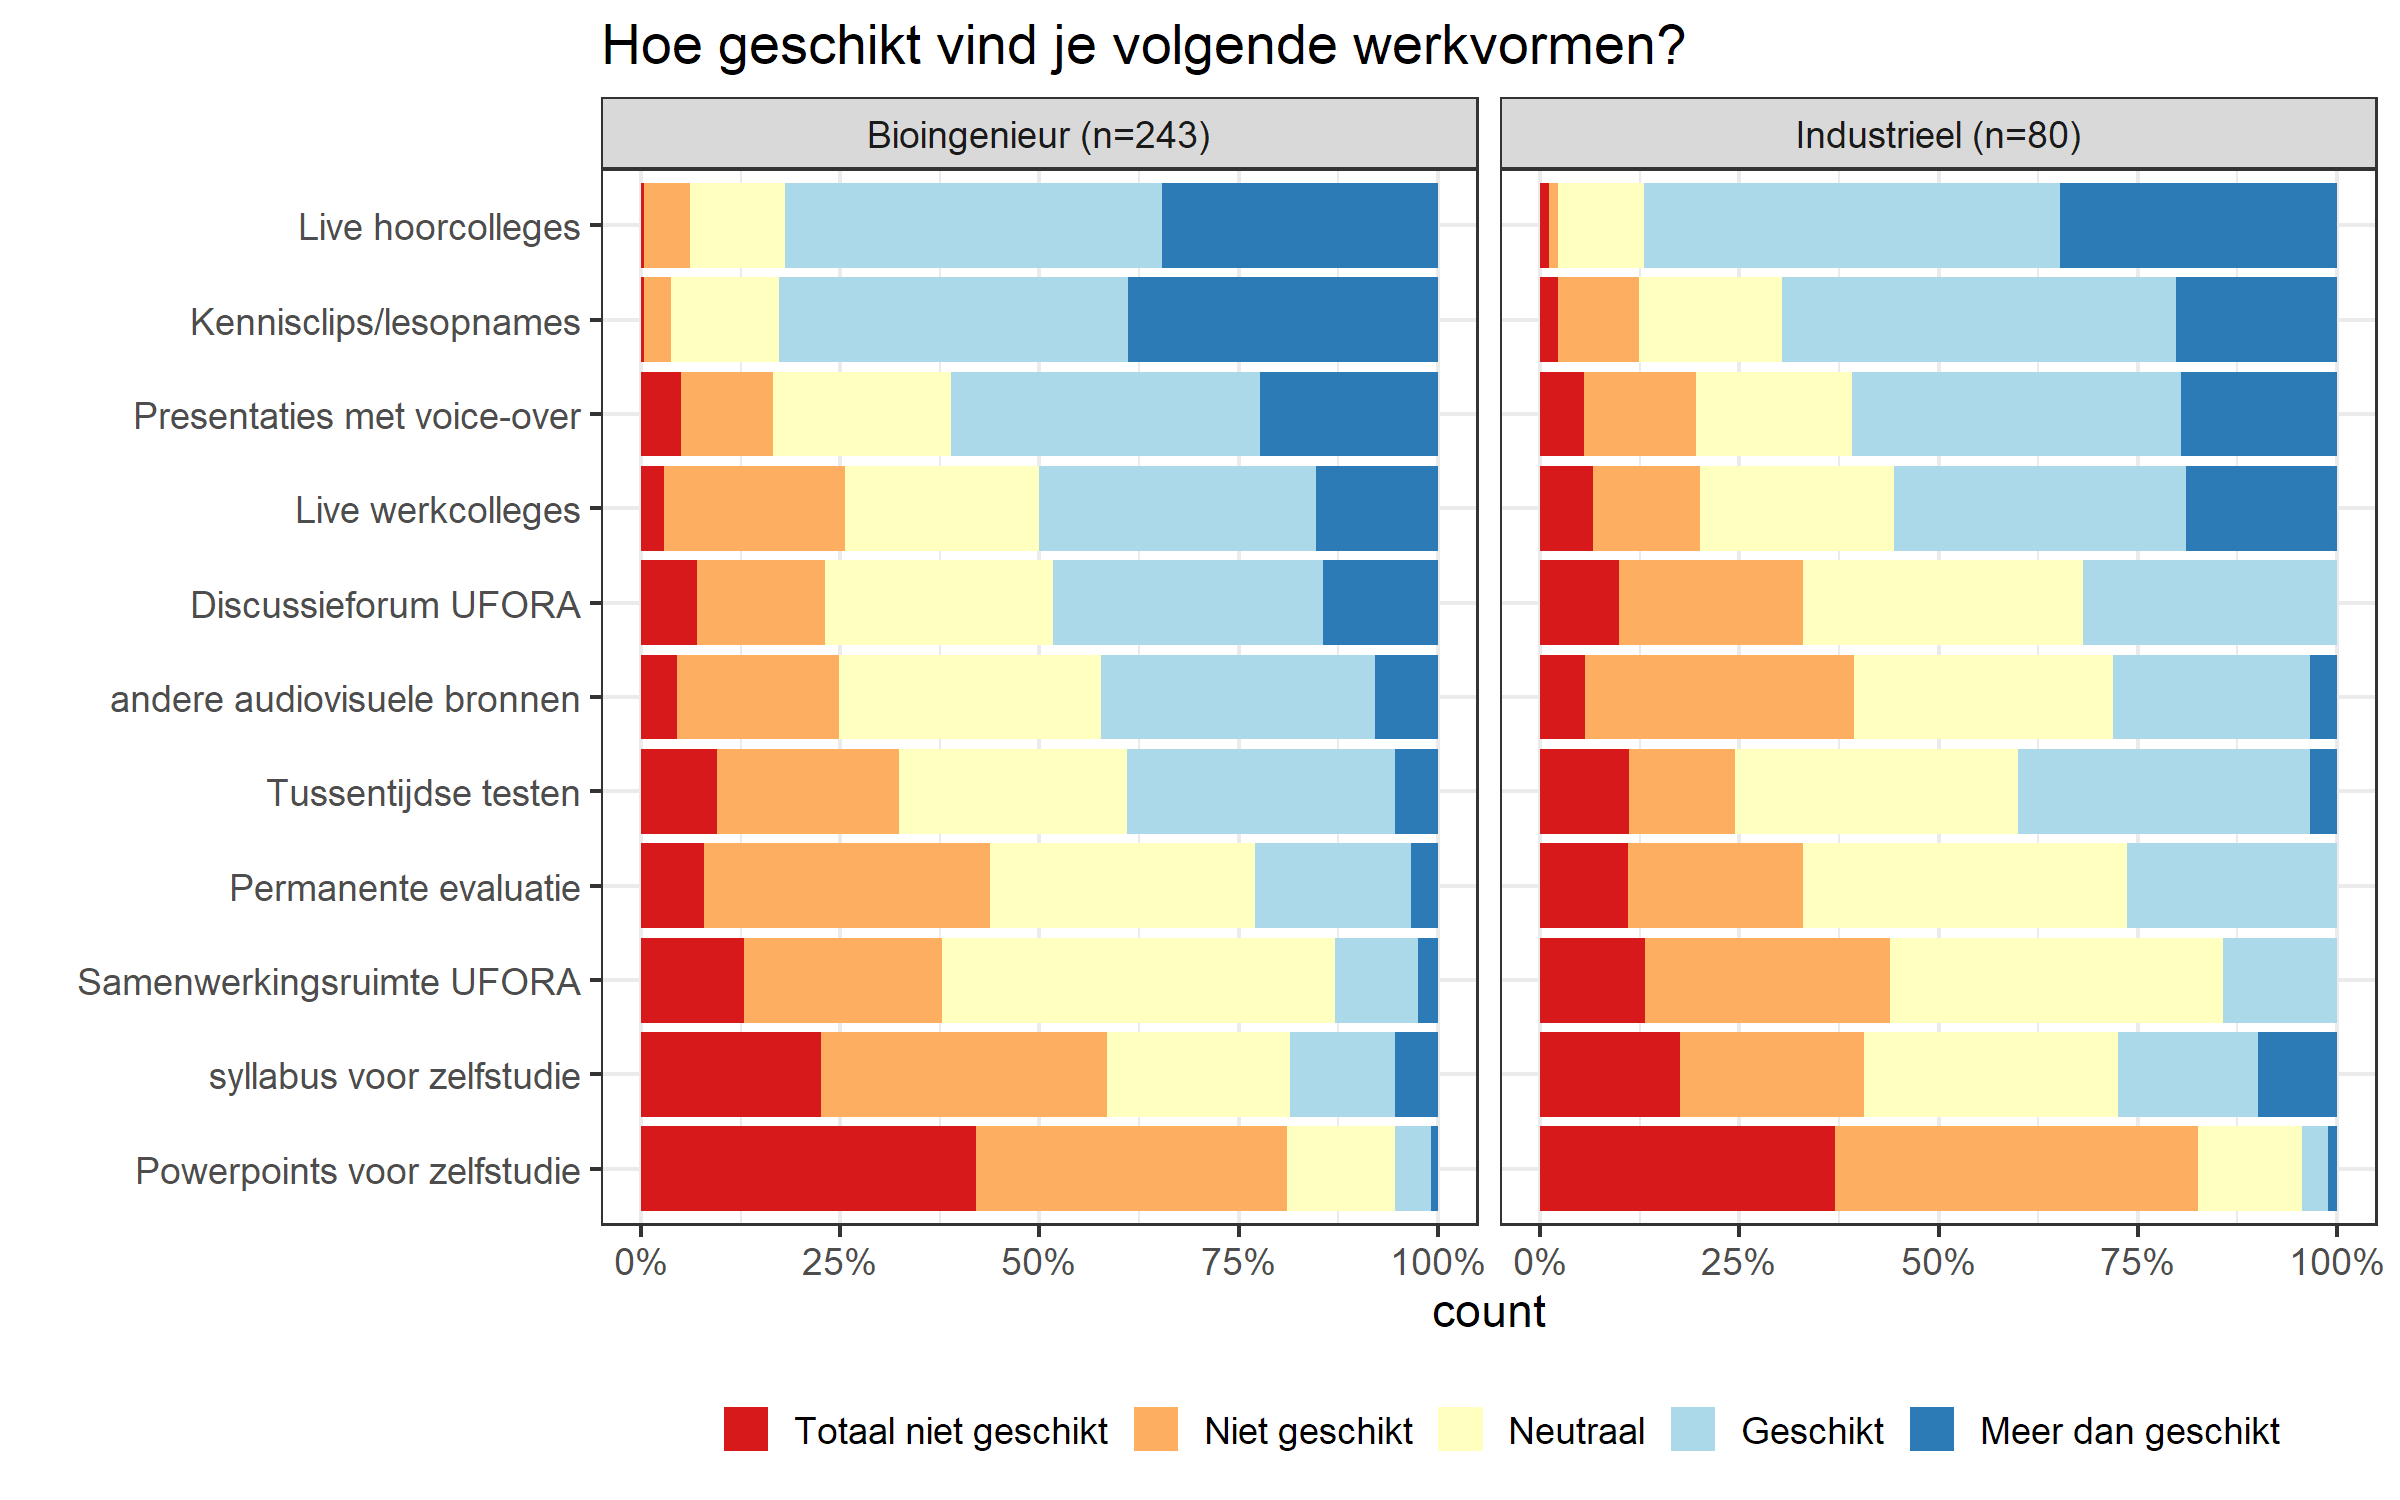 Hoe geschikt vind je volgende werkvormen?
Bioingenieur (n=243)
Industrieel (n=80)
Live hoorcolleges
Kennisclips/lesopnames
Presentaties met voice-over
Live werkcolleges
Discussieforum UFORA
andere audiovisuele bronnen
Tussentijdse testen
Permanente evaluatie
Samenwerkingsruimte UFORA
syllabus voor zelfstudie
Powerpoints voor zelfstudie
0% 25% 50% 75% 100% 0% 25% 50% 75% 100%
count
Totaal niet geschikt Niet geschikt Neutraal Geschikt Meer dan geschikt